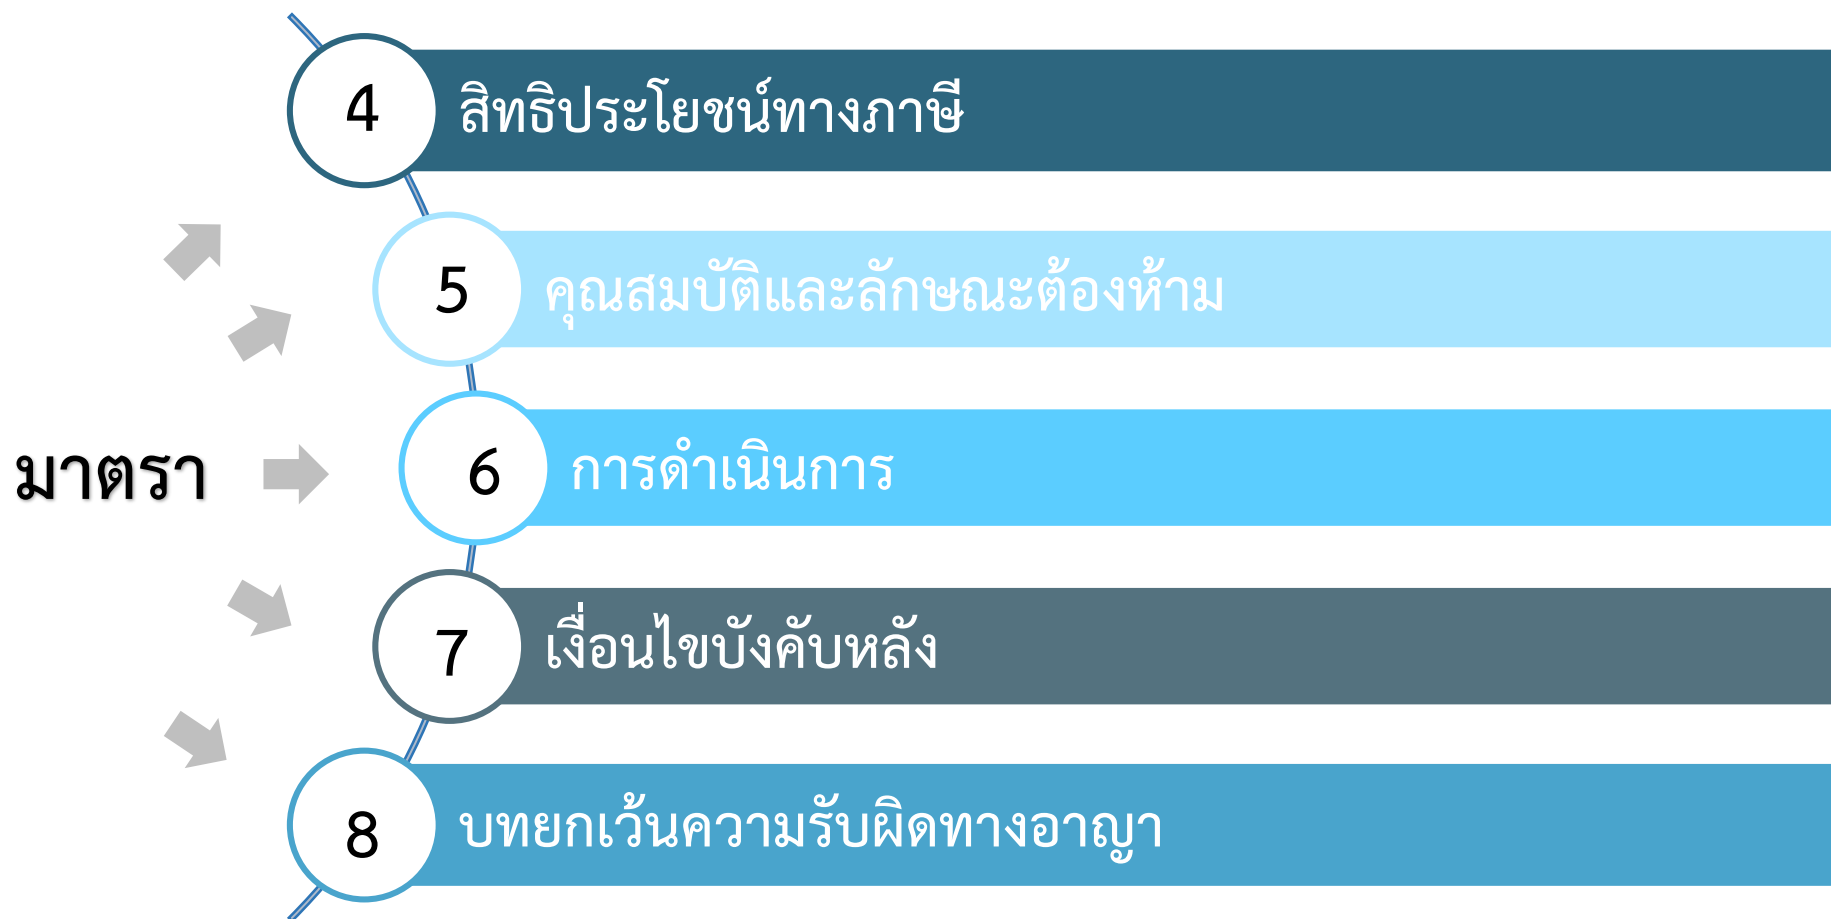 มาตรา
4 สิทธิประโยชน์ทางภาษี
5 คุณสมบัติและลักษณะต้องห้าม
6 การดำเนินการ
7 เงื่อนไขบังคับหลัง
8 บทยกเว้นความรับผิดทางอาญา